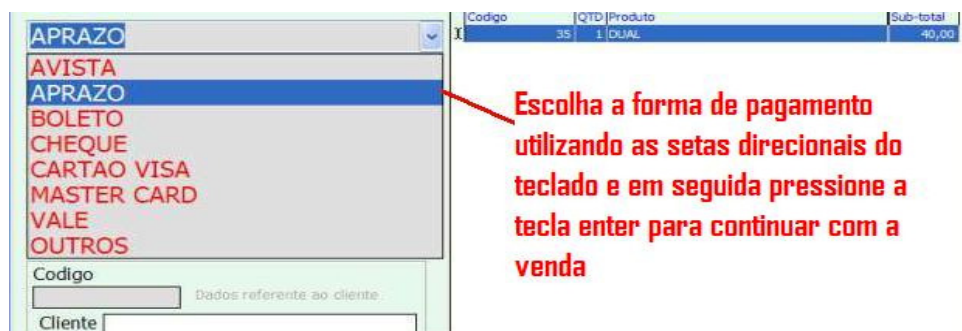 Codigo QTD Produto Sub-total
35 1 DUAL 40,00
APRAZO
AVISTA
APRAZO
BOLETO
CHEQUE
CARTAO VISA
MASTER CARD
VALE
OUTROS
Codigo
Dados referente ao cliente
Cliente
Escolha a forma de pagamento
utilizando as setas direcionais do
teclado e em seguida pressione a
tecla enter para continuar com a
venda